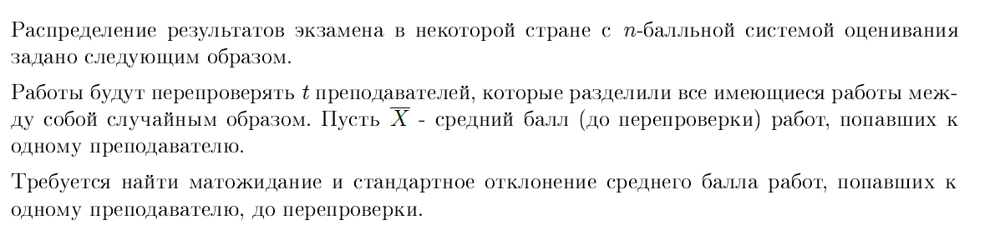 Распределение результатов экзамена в некоторой стране с n-балльной системой оценивания
задано следующим образом.
Работы будут перепроверять t преподавателей, которые разделили все имеющиеся работы меж-
ду собой случайным образом. Пусть X̅ - средний балл (до перепроверки) работ, попавших к
одному преподавателю.
Требуется найти матожидание и стандартное отклонение среднего балла работ, попавших к
одному преподавателю, до перепроверки.